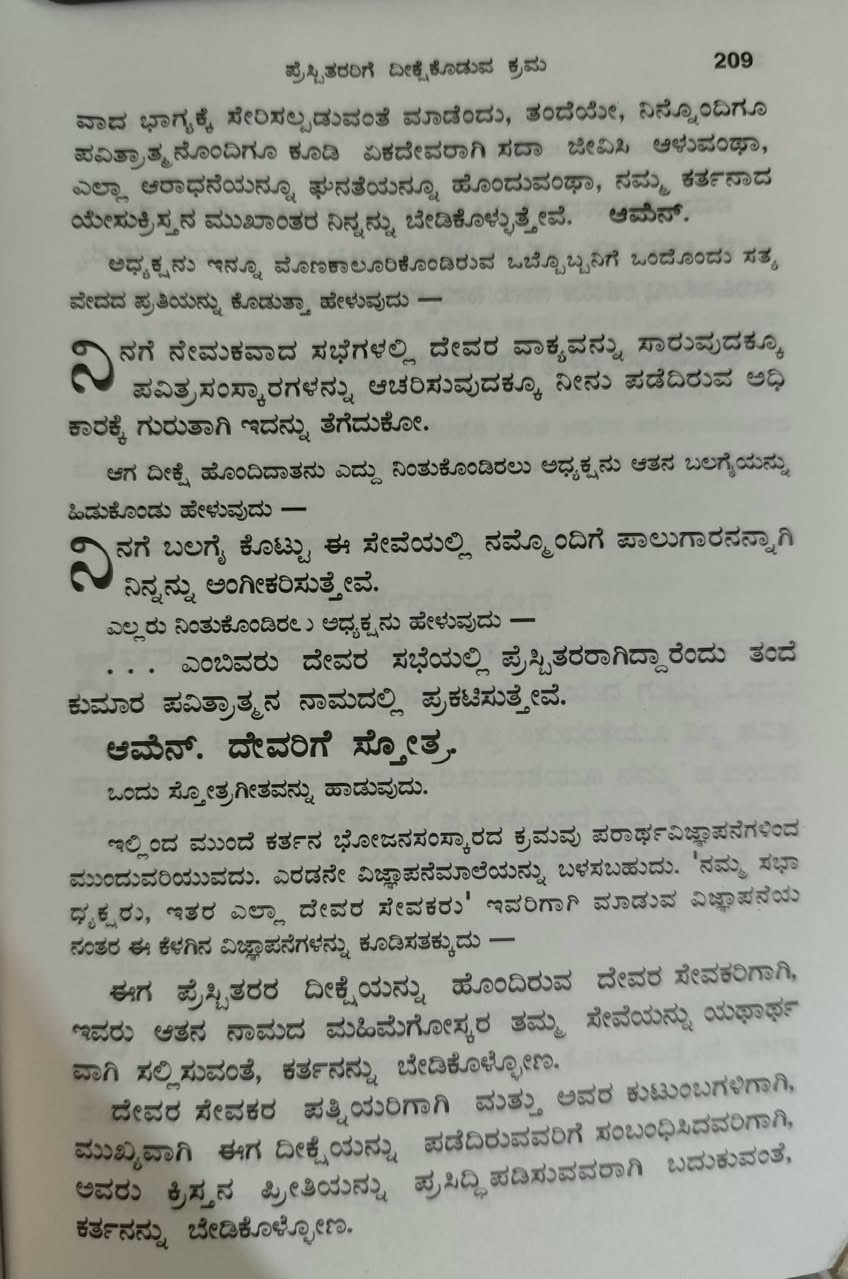 ಪ್ರೆಸ್ಬಿತರರಿಗೆ ದೀಕ್ಷೆಕೊಡುವ ಕ್ರಮ 209
ವಾದ ಭಾಗ್ಯಕ್ಕೆ ಸೇರಿಸಲ್ಪಡುವಂತೆ ಮಾಡೆಂದು, ತಂದೆಯೇ, ನಿನ್ನೊಂದಿಗೂ
ಪವಿತ್ರಾತ್ಮನೊಂದಿಗೂ ಕೂಡಿ ಏಕದೇವರಾಗಿ ಸದಾ ಜೀವಿಸಿ ಆಳುವಂಥಾ,
ಎಲ್ಲಾ ಆರಾಧನೆಯನ್ನೂ ಘನತೆಯನ್ನೂ ಹೊಂದುವಂಥಾ, ನಮ್ಮ ಕರ್ತನಾದ
ಯೇಸುಕ್ರಿಸ್ತನ ಮುಖಾಂತರ ನಿನ್ನನ್ನು ಬೇಡಿಕೊಳ್ಳುತ್ತೇವೆ. ಆಮೆನ್.
ಅಧ್ಯಕ್ಷನು ಇನ್ನೂ ಮೊಣಕಾಲೂರಿಕೊಂಡಿರುವ ಒಬ್ಬೊಬ್ಬನಿಗೆ ಒಂದೊಂದು ಸತ್ಯ
ವೇದದ ಪ್ರತಿಯನ್ನು ಕೊಡುತ್ತಾ ಹೇಳುವುದು —
ನಿನಗೆ ನೇಮಕವಾದ ಸಭೆಗಳಲ್ಲಿ ದೇವರ ವಾಕ್ಯವನ್ನು ಸಾರುವುದಕ್ಕೂ
ಪವಿತ್ರಸಂಸ್ಕಾರಗಳನ್ನು ಆಚರಿಸುವುದಕ್ಕೂ ನೀನು ಪಡೆದಿರುವ ಅಧಿ
ಕಾರಕ್ಕೆ ಗುರುತಾಗಿ ಇದನ್ನು ತೆಗೆದುಕೋ.
ಆಗ ದೀಕ್ಷೆ ಹೊಂದಿದಾತನು ಎದ್ದು ನಿಂತುಕೊಂಡಿರಲು ಅಧ್ಯಕ್ಷನು ಆತನ ಬಲಗೈಯನ್ನು
ಹಿಡುಕೊಂಡು ಹೇಳುವುದು —
ನಿನಗೆ ಬಲಗೈ ಕೊಟ್ಟು ಈ ಸೇವೆಯಲ್ಲಿ ನಮ್ಮೊಂದಿಗೆ ಪಾಲುಗಾರನನ್ನಾಗಿ
ನಿನ್ನನ್ನು ಅಂಗೀಕರಿಸುತ್ತೇವೆ.
ಎಲ್ಲರು ನಿಂತುಕೊಂಡಿರಲು ಅಧ್ಯಕ್ಷನು ಹೇಳುವುದು —
. . . ಎಂಬಿವರು ದೇವರ ಸಭೆಯಲ್ಲಿ ಪ್ರೆಸ್ಬಿತರರಾಗಿದ್ದಾರೆಂದು ತಂದೆ
ಕುಮಾರ ಪವಿತ್ರಾತ್ಮನ ನಾಮದಲ್ಲಿ ಪ್ರಕಟಿಸುತ್ತೇವೆ.
ಆಮೆನ್. ದೇವರಿಗೆ ಸ್ತೋತ್ರ.
ಒಂದು ಸ್ತೋತ್ರಗೀತವನ್ನು ಹಾಡುವುದು.
ಇಲ್ಲಿಂದ ಮುಂದೆ ಕರ್ತನ ಭೋಜನಸಂಸ್ಕಾರದ ಕ್ರಮವು ಪರಾರ್ಥವಿಜ್ಞಾಪನೆಗಳಿಂದ
ಮುಂದುವರಿಯುವದು. ಎರಡನೇ ವಿಜ್ಞಾಪನೆಮಾಲೆಯನ್ನು ಬಳಸಬಹುದು. 'ನಮ್ಮ ಸಭಾ
ಧ್ಯಕ್ಷರು, ಇತರ ಎಲ್ಲಾ ದೇವರ ಸೇವಕರು' ಇವರಿಗಾಗಿ ಮಾಡುವ ವಿಜ್ಞಾಪನೆಯ
ನಂತರ ಈ ಕೆಳಗಿನ ವಿಜ್ಞಾಪನೆಗಳನ್ನು ಕೂಡಿಸತಕ್ಕುದು —
ಈಗ ಪ್ರೆಸ್ಬಿತರರ ದೀಕ್ಷೆಯನ್ನು ಹೊಂದಿರುವ ದೇವರ ಸೇವಕರಿಗಾಗಿ,
ಇವರು ಆತನ ನಾಮದ ಮಹಿಮೆಗೋಸ್ಕರ ತಮ್ಮ ಸೇವೆಯನ್ನು ಯಥಾರ್ಥ
ವಾಗಿ ಸಲ್ಲಿಸುವಂತೆ, ಕರ್ತನನ್ನು ಬೇಡಿಕೊಳ್ಳೋಣ.
ದೇವರ ಸೇವಕರ ಪತ್ನಿಯರಿಗಾಗಿ ಮತ್ತು ಅವರ ಕುಟುಂಬಗಳಿಗಾಗಿ,
ಮುಖ್ಯವಾಗಿ ಈಗ ದೀಕ್ಷೆಯನ್ನು ಪಡೆದಿರುವವರಿಗೆ ಸಂಬಂಧಿಸಿದವರಿಗಾಗಿ,
ಅವರು ಕ್ರಿಸ್ತನ ಪ್ರೀತಿಯನ್ನು ಪ್ರಸಿದ್ಧಿಪಡಿಸುವವರಾಗಿ ಬದುಕುವಂತೆ,
ಕರ್ತನನ್ನು ಬೇಡಿಕೊಳ್ಳೋಣ.